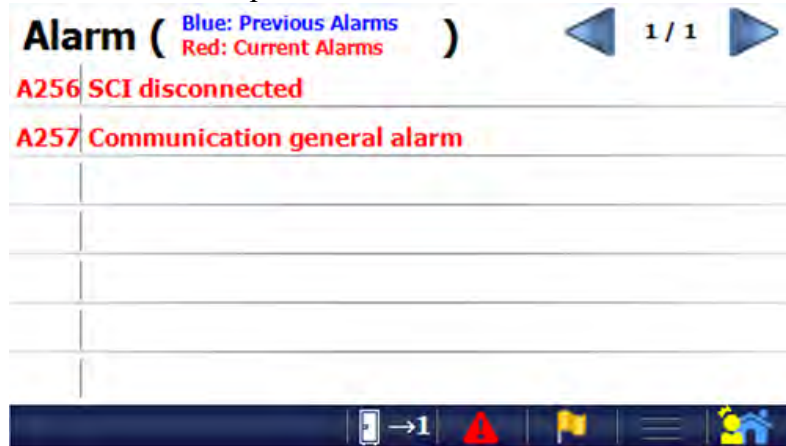 Alarm ( Blue: Previous Alarms
Red: Current Alarms )
1 / 1
A256 SCI disconnected
A257 Communication general alarm
→1